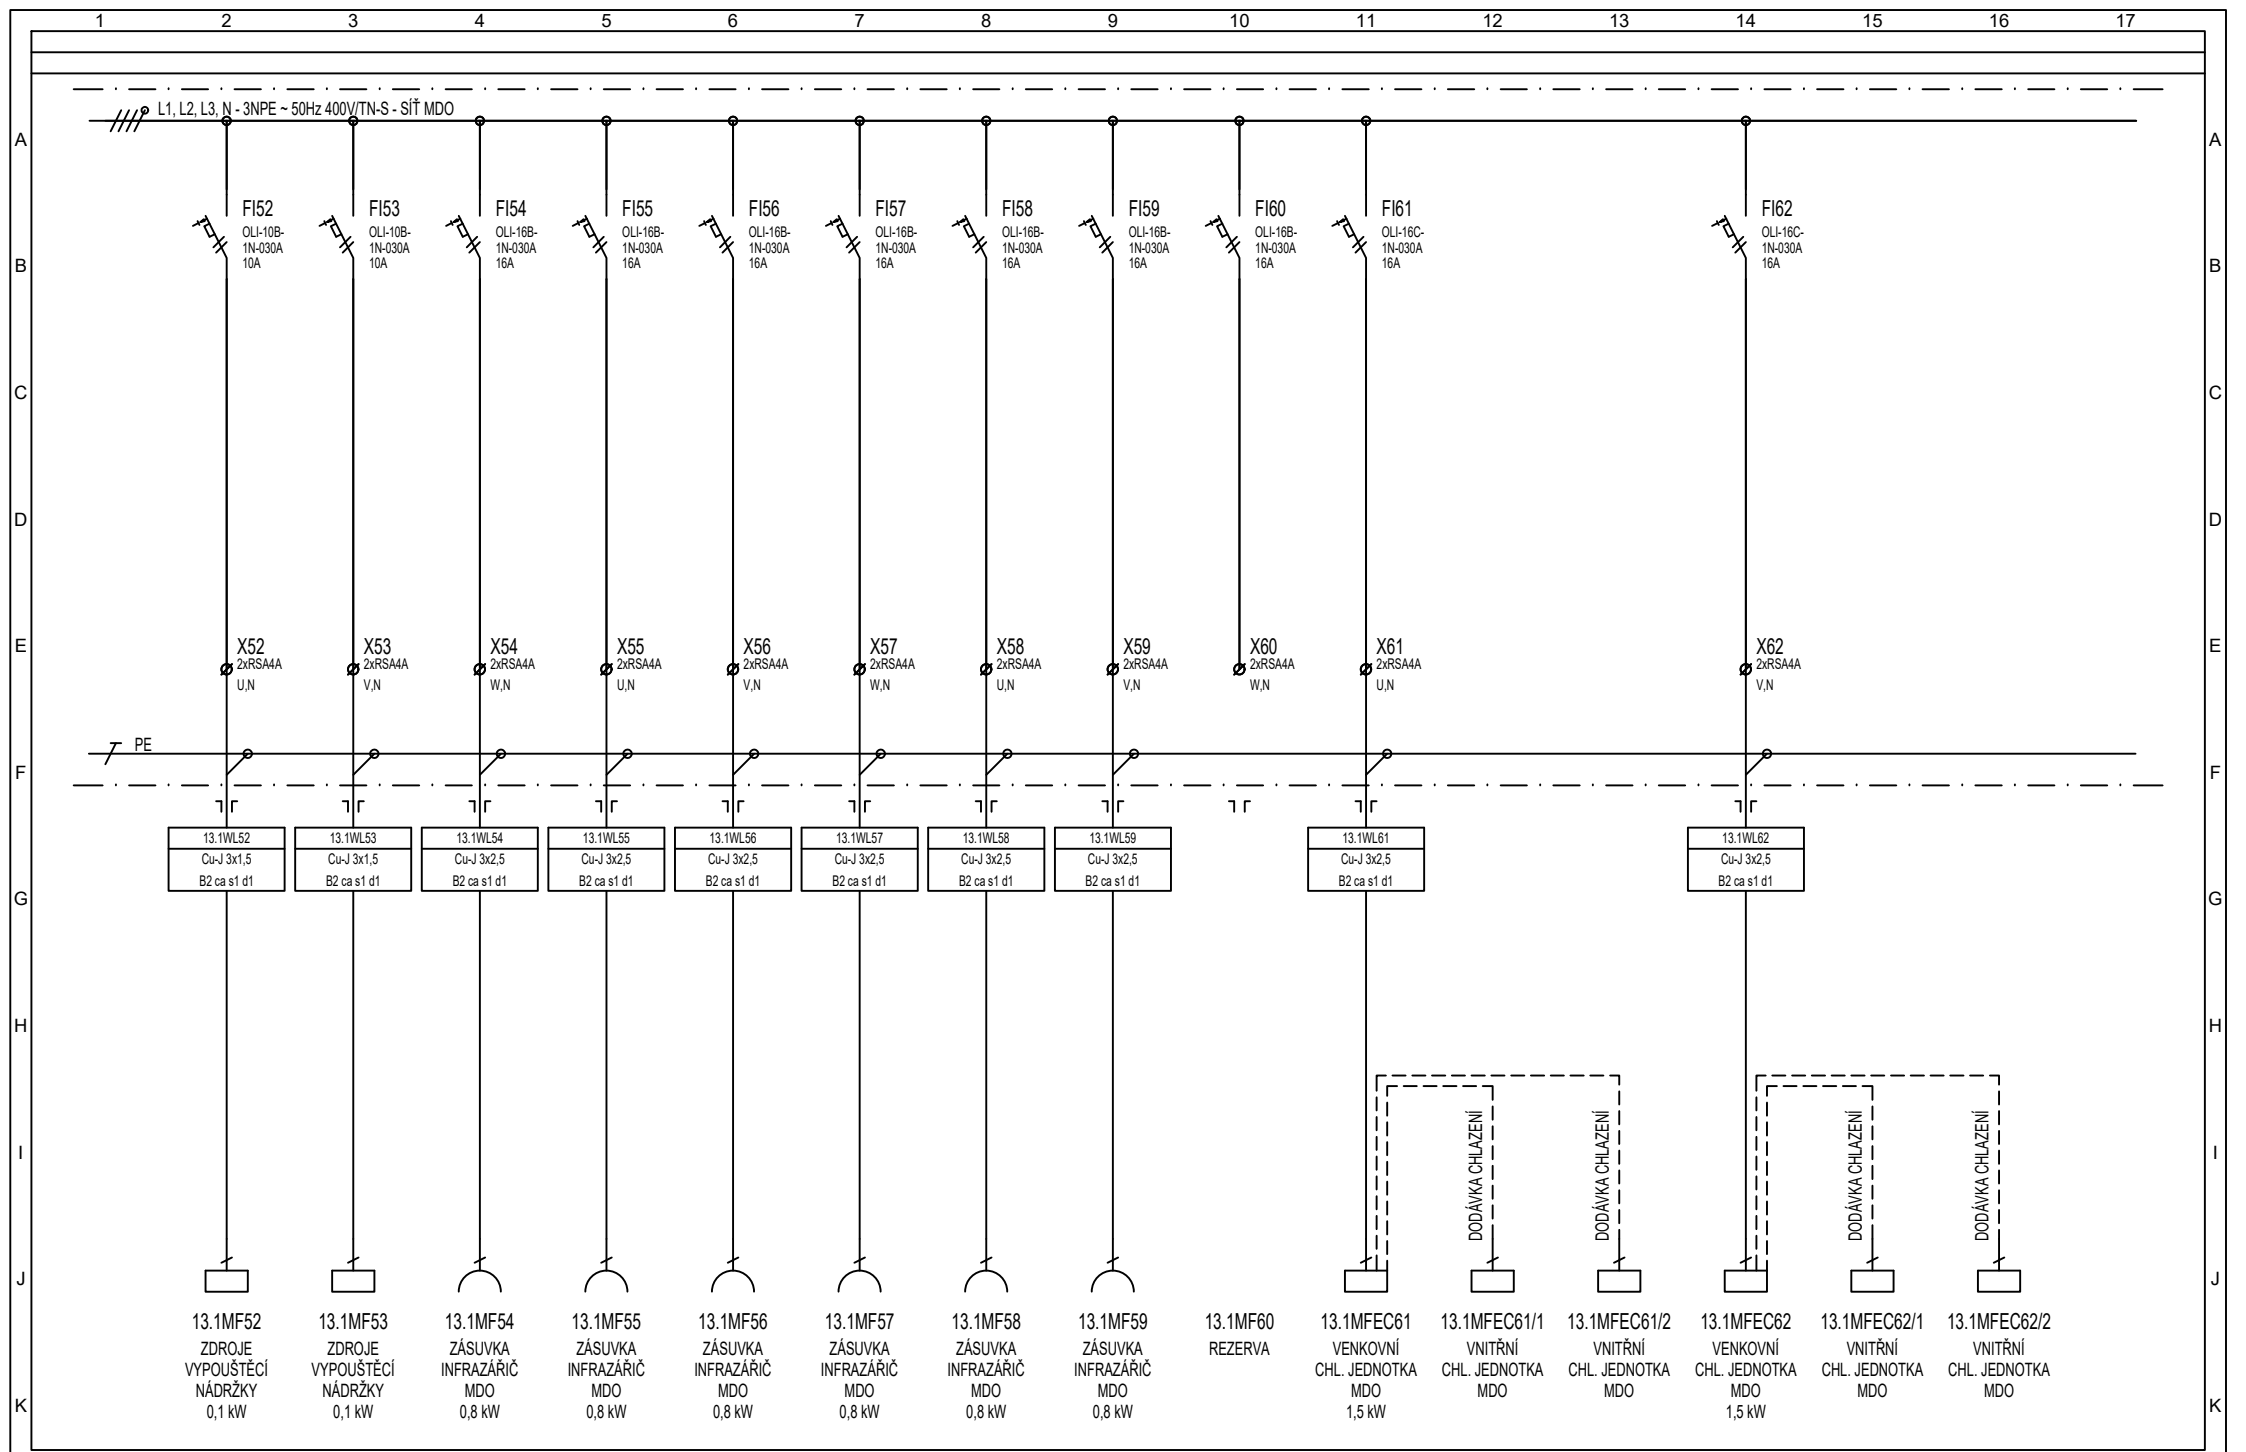 1 2 3 4 5 6 7 8 9 10 11 12 13 14 15 16 17
L1, L2, L3, N - 3NPE ~ 50Hz 400V/TN-S - SÍŤ MDO
A A
FI52 FI53 FI54 FI55 FI56 FI57 FI58 FI59 FI60 FI61 FI62
OLI-10B- OLI-10B- OLI-16B- OLI-16B- OLI-16B- OLI-16B- OLI-16B- OLI-16B- OLI-16B- OLI-16C- OLI-16C-
1N-030A 1N-030A 1N-030A 1N-030A 1N-030A 1N-030A 1N-030A 1N-030A 1N-030A 1N-030A 1N-030A
10A 10A 16A 16A 16A 16A 16A 16A 16A 16A 16A
B B
C C
D D
E E
X52 X53 X54 X55 X56 X57 X58 X59 X60 X61 X62
2xRSA4A 2xRSA4A 2xRSA4A 2xRSA4A 2xRSA4A 2xRSA4A 2xRSA4A 2xRSA4A 2xRSA4A 2xRSA4A 2xRSA4A
U,N V,N W,N U,N V,N W,N U,N V,N W,N U,N V,N
PE
F F
13.1WL52 13.1WL53 13.1WL54 13.1WL55 13.1WL56 13.1WL57 13.1WL58 13.1WL59 13.1WL61 13.1WL62
Cu-J 3x1,5 Cu-J 3x1,5 Cu-J 3x2,5 Cu-J 3x2,5 Cu-J 3x2,5 Cu-J 3x2,5 Cu-J 3x2,5 Cu-J 3x2,5 Cu-J 3x2,5 Cu-J 3x2,5
B2 ca s1 d1 B2 ca s1 d1 B2 ca s1 d1 B2 ca s1 d1 B2 ca s1 d1 B2 ca s1 d1 B2 ca s1 d1 B2 ca s1 d1 B2 ca s1 d1 B2 ca s1 d1
G G
H H
I I
DODÁVKA CHLAZENÍ
DODÁVKA CHLAZENÍ
DODÁVKA CHLAZENÍ
DODÁVKA CHLAZENÍ
J J
13.1MF52 13.1MF53 13.1MF54 13.1MF55 13.1MF56 13.1MF57 13.1MF58 13.1MF59 13.1MF60 13.1MFEC61 13.1MFEC61/1 13.1MFEC61/2 13.1MFEC62 13.1MFEC62/1 13.1MFEC62/2
ZDROJE ZDROJE ZÁSUVKA ZÁSUVKA ZÁSUVKA ZÁSUVKA ZÁSUVKA ZÁSUVKA REZERVA VENKOVNÍ VNITŘNÍ VNITŘNÍ VENKOVNÍ VNITŘNÍ VNITŘNÍ
VYPOUŠTĚCÍ VYPOUŠTĚCÍ INFRAZÁŘIČ INFRAZÁŘIČ INFRAZÁŘIČ INFRAZÁŘIČ INFRAZÁŘIČ INFRAZÁŘIČ CHL. JEDNOTKA CHL. JEDNOTKA CHL. JEDNOTKA CHL. JEDNOTKA CHL. JEDNOTKA CHL. JEDNOTKA
NÁDRŽKY NÁDRŽKY MDO MDO MDO MDO MDO MDO MDO MDO MDO MDO MDO MDO
0,1 kW 0,1 kW 0,8 kW 0,8 kW 0,8 kW 0,8 kW 0,8 kW 0,8 kW 1,5 kW 1,5 kW
K K